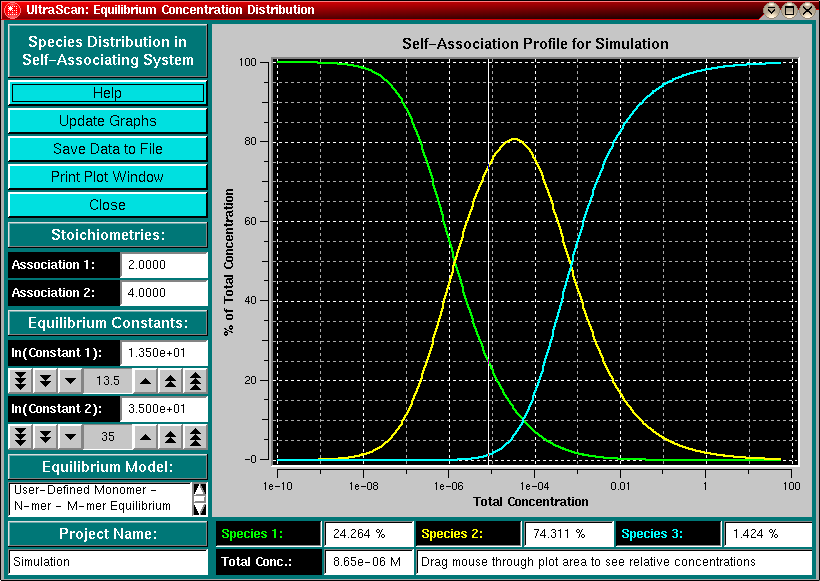 UltraScan: Equilibrium Concentration Distribution
Species Distribution in
Self-Associating System
Help
Update Graphs
Save Data to File
Print Plot Window
Close
Stoichiometries:
Association 1: 2.0000
Association 2: 4.0000
Equilibrium Constants:
ln(Constant 1): 1.350e+01
13.5
ln(Constant 2): 3.500e+01
35
Equilibrium Model:
User-Defined Monomer -
N-mer - M-mer Equilibrium
Project Name:
Simulation
Self-Association Profile for Simulation
% of Total Concentration
100
80
60
40
20
0
1e-10 1e-08 1e-06 1e-04 0.01 1 100
Total Concentration
Species 1: 24.264 % Species 2: 74.311 % Species 3: 1.424 %
Total Conc.: 8.65e-06 M Drag mouse through plot area to see relative concentrations